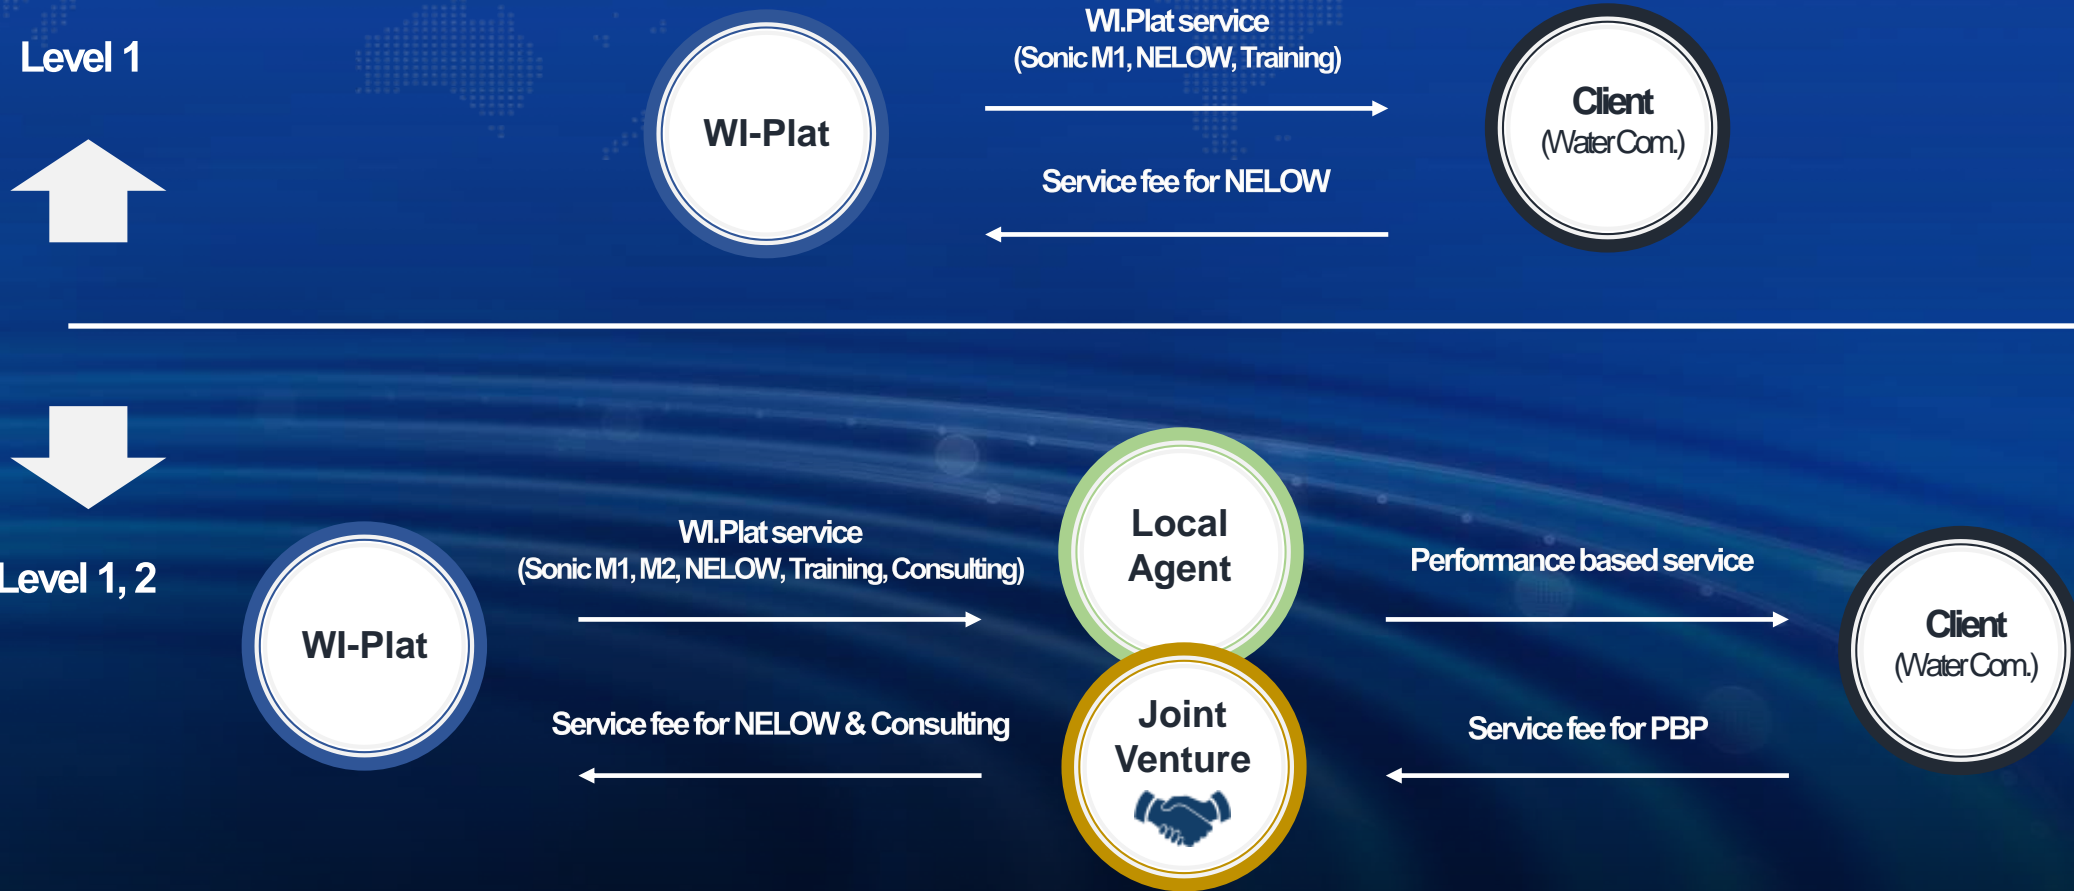 Level 1
WI-Plat
WI.Plat service
(Sonic M1, NELOW, Training)
Service fee for NELOW
Client
(Water Com.)
Level 1, 2
WI-Plat
WI.Plat service
(Sonic M1, M2, NELOW, Training, Consulting)
Service fee for NELOW & Consulting
Local
Agent
Joint
Venture
Performance based service
Service fee for PBP
Client
(Water Com.)